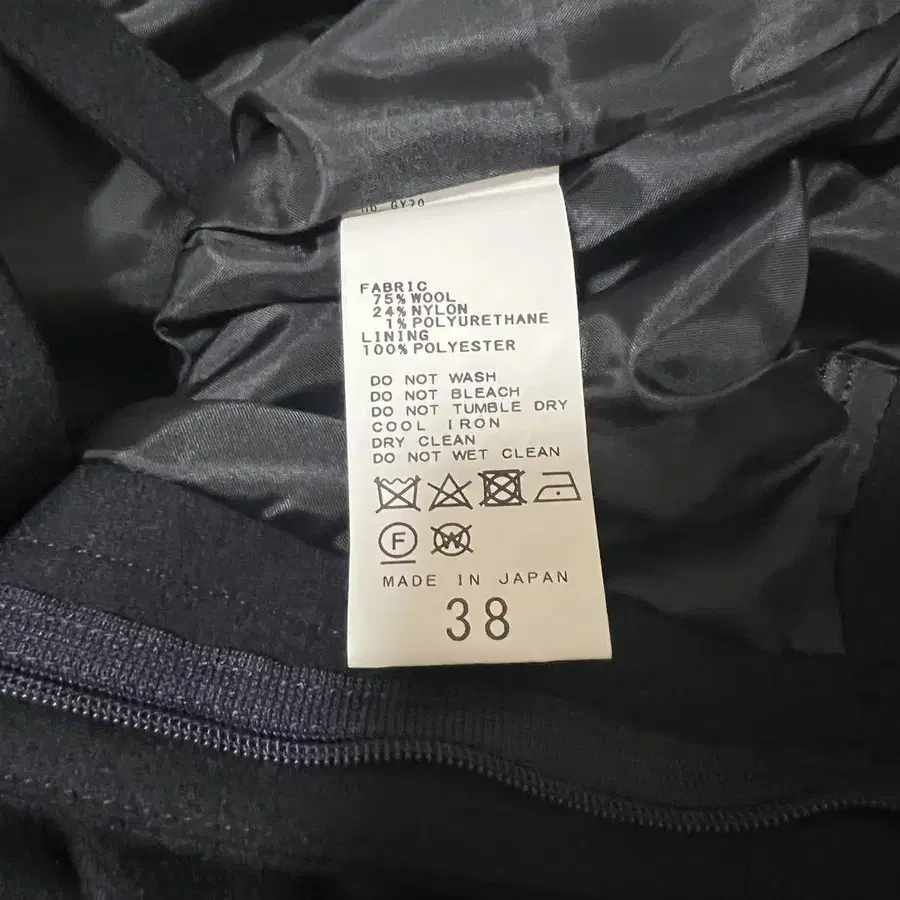 GY20
FABRIC
75% WOOL
24% NYLON
1% POLYURETHANE
LINING
100% POLYESTER
DO NOT WASH
DO NOT BLEACH
DO NOT TUMBLE DRY
COOL IRON
DRY CLEAN
DO NOT WET CLEAN
F W
MADE IN JAPAN
38